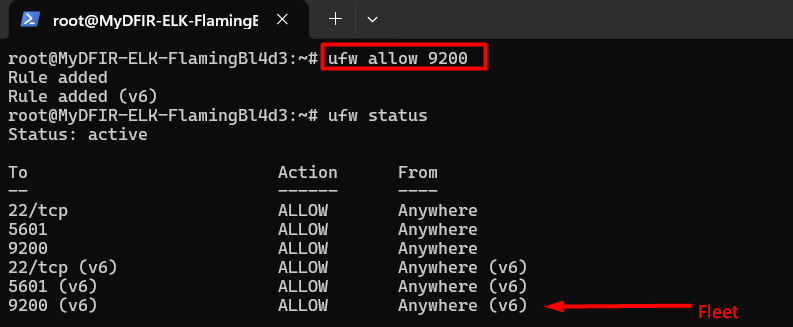 root@MyDFIR-ELK-FlamingE
root@MyDFIR-ELK-FlamingBl4d3:~# ufw allow 9200
Rule added
Rule added (v6)
root@MyDFIR-ELK-FlamingBl4d3:~# ufw status
Status: active
To Action From
-- ------ ----
22/tcp ALLOW Anywhere
5601 ALLOW Anywhere
9200 ALLOW Anywhere
22/tcp (v6) ALLOW Anywhere (v6)
5601 (v6) ALLOW Anywhere (v6)
9200 (v6) ALLOW Anywhere (v6)
Fleet